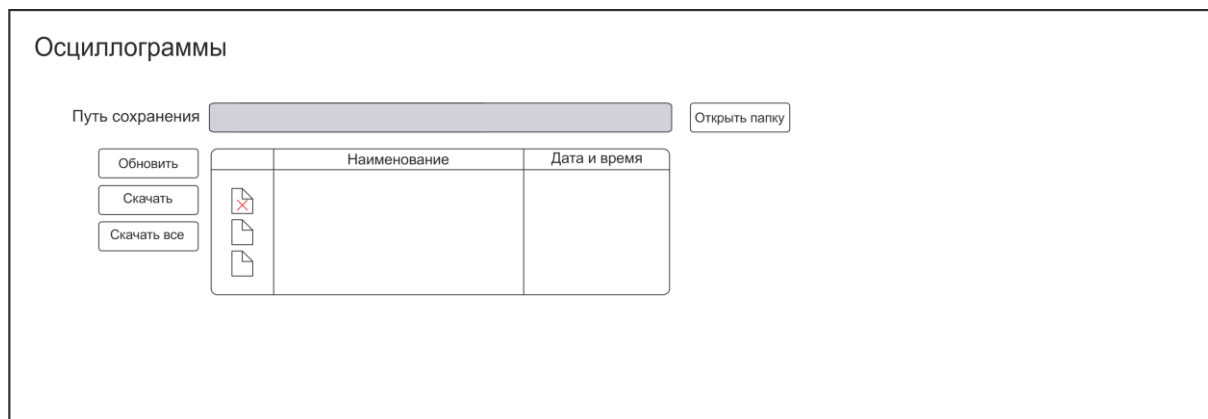 Осциллограммы
Путь сохранения
Открыть папку
Обновить
Наименование
Дата и время
Скачать
Скачать все